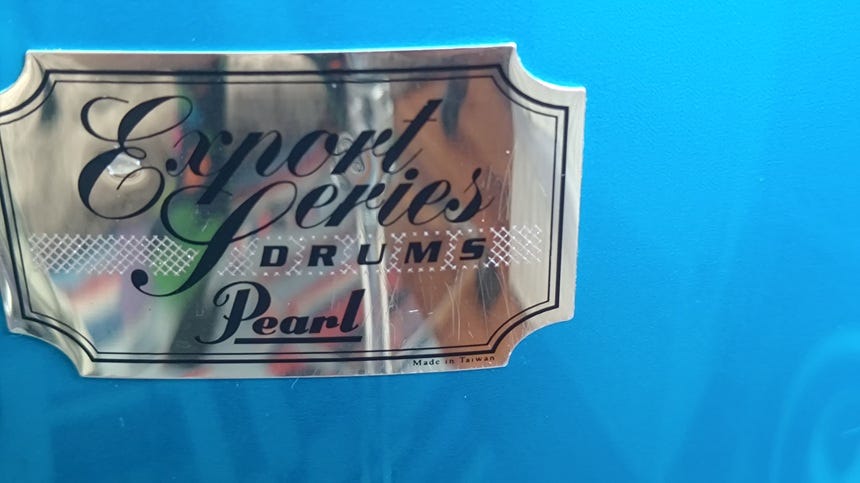 Export
Series
DRUMS
Pearl
Made in Taiwan